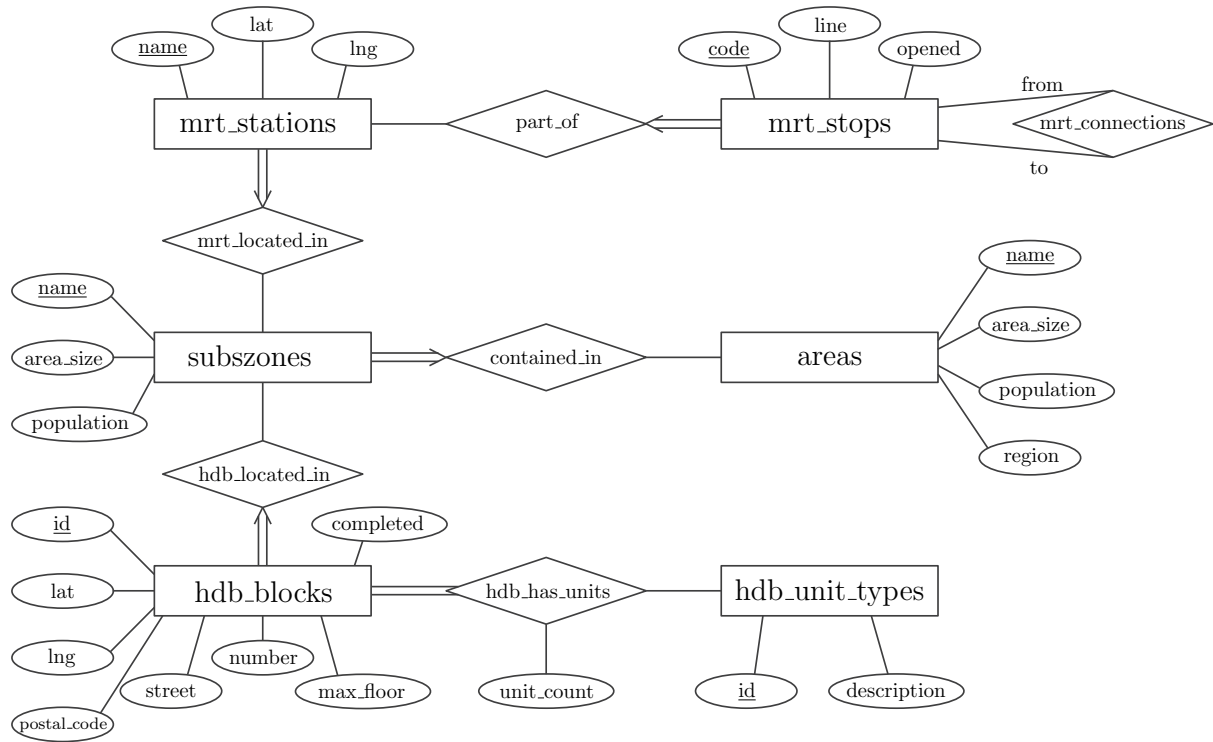 lat
line
name
lng
code
opened
from
mrt_stations
part_of
mrt_stops
mrt_connections
to
mrt_located_in
name
name
area_size
subszones
contained_in
areas
area_size
population
population
region
hdb_located_in
id
completed
lat
hdb_blocks
hdb_has_units
hdb_unit_types
lng
number
street
max_floor
unit_count
id
description
postal_code